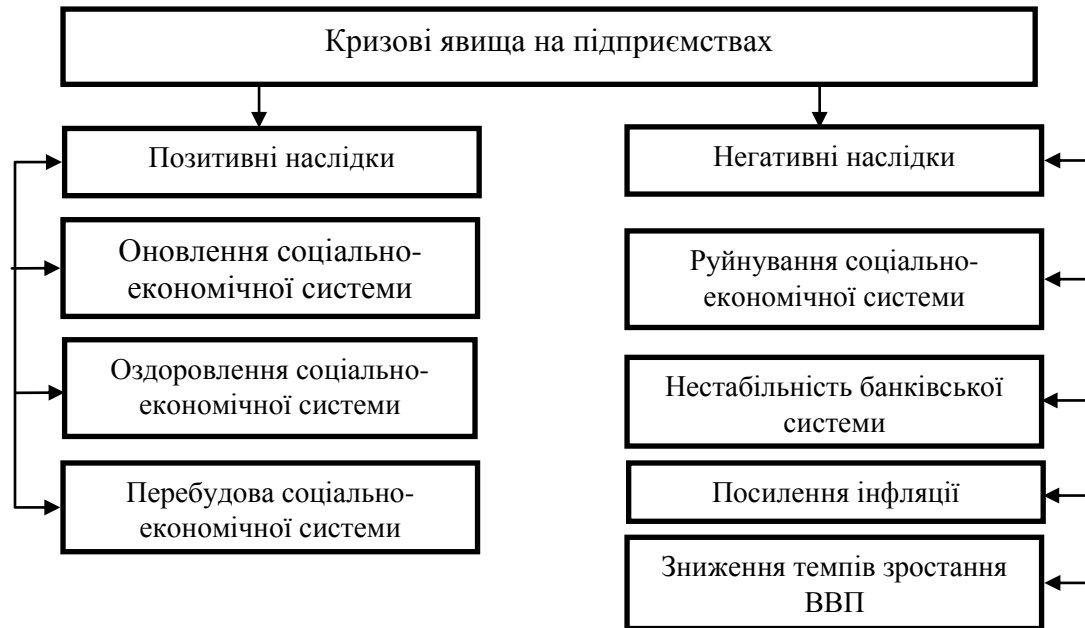 Кризові явища на підприємствах
Позитивні наслідки
Негативні наслідки
Оновлення соціально-
економічної системи
Руйнування соціально-
економічної системи
Оздоровлення соціально-
економічної системи
Нестабільність банківської
системи
Перебудова соціально-
економічної системи
Посилення інфляції
Зниження темпів зростання
ВВП